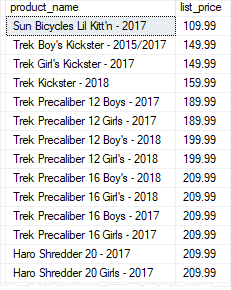 product_name list_price
Sun Bicycles Lil Kitt'n - 2017 109.99
Trek Boy's Kickster - 2015/2017 149.99
Trek Girl's Kickster - 2017 149.99
Trek Kickster - 2018 159.99
Trek Precaliber 12 Boys - 2017 189.99
Trek Precaliber 12 Girls - 2017 189.99
Trek Precaliber 12 Boy's - 2018 199.99
Trek Precaliber 12 Girl's - 2018 199.99
Trek Precaliber 16 Boy's - 2018 209.99
Trek Precaliber 16 Girl's - 2018 209.99
Trek Precaliber 16 Boys - 2017 209.99
Trek Precaliber 16 Girls - 2017 209.99
Haro Shredder 20 - 2017 209.99
Haro Shredder 20 Girls - 2017 209.99